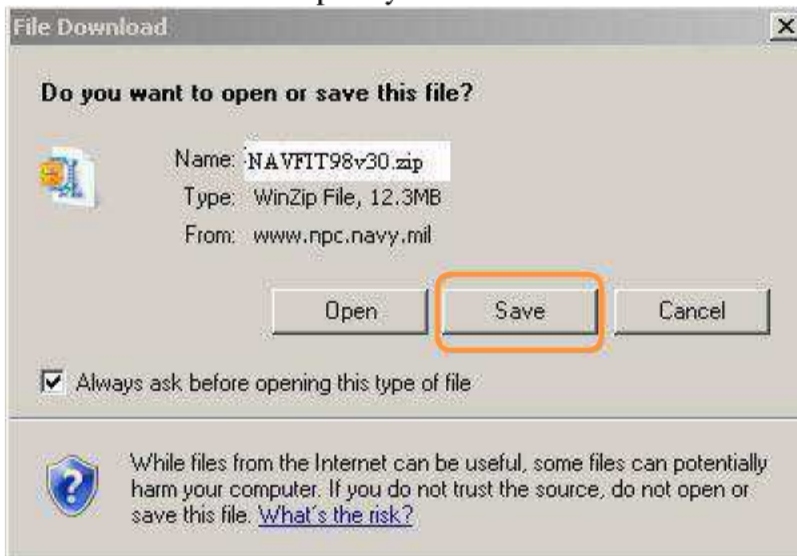 File Download
Do you want to open or save this file?
Name: NAVFIT98v30.zip
Type: WinZip File, 12.3MB
From: www.npc.navy.mil
Open Save Cancel
Always ask before opening this type of file
While files from the Internet can be useful, some files can potentially
harm your computer. If you do not trust the source, do not open or
save this file. What's the risk?